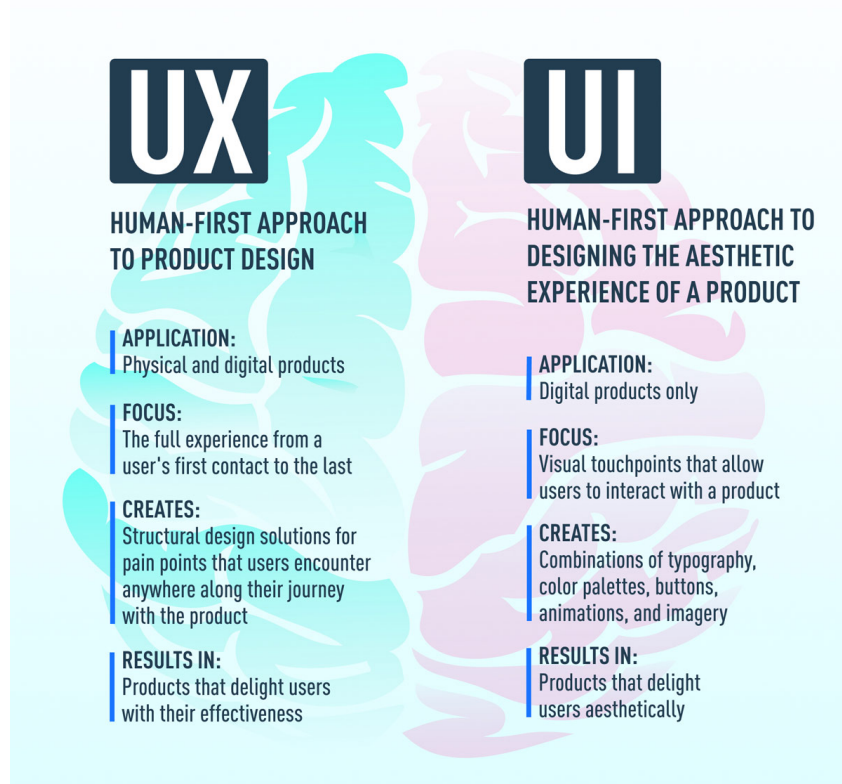 UX
HUMAN-FIRST APPROACH
TO PRODUCT DESIGN
APPLICATION:
Physical and digital products
FOCUS:
The full experience from a
user's first contact to the last
CREATES:
Structural design solutions for
pain points that users encounter
anywhere along their journey
with the product
RESULTS IN:
Products that delight users
with their effectiveness
UI
HUMAN-FIRST APPROACH TO
DESIGNING THE AESTHETIC
EXPERIENCE OF A PRODUCT
APPLICATION:
Digital products only
FOCUS:
Visual touchpoints that allow
users to interact with a product
CREATES:
Combinations of typography,
color palettes, buttons,
animations, and imagery
RESULTS IN:
Products that delight
users aesthetically